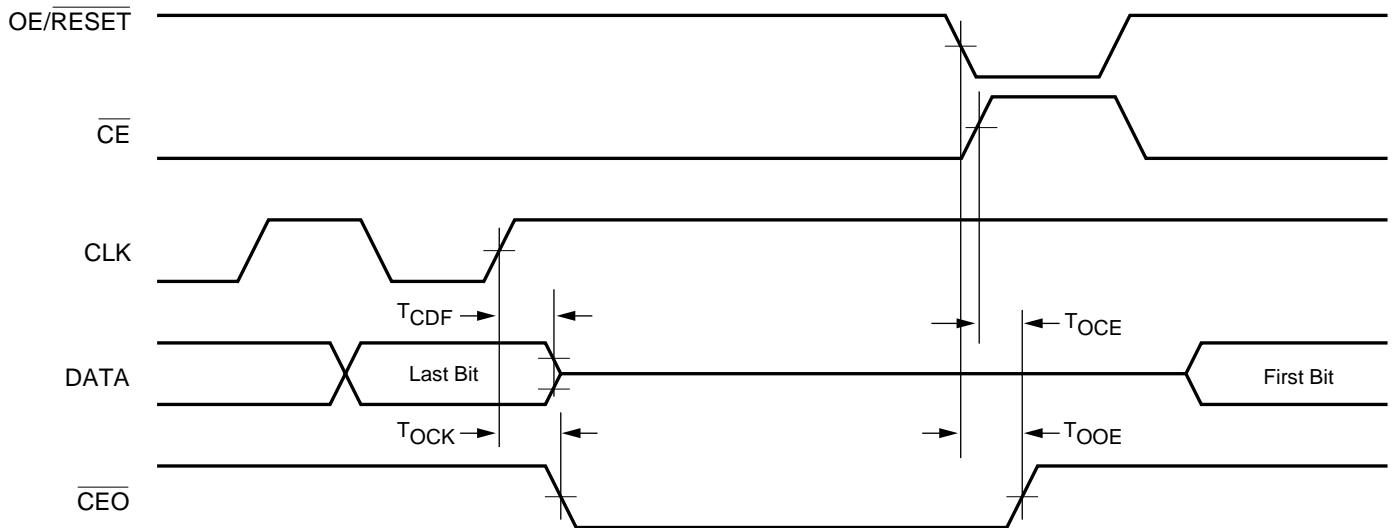 OE/RESET
CE
CLK
TCDF
TOCE
DATA
Last Bit
First Bit
TOCK
TOOE
CEO